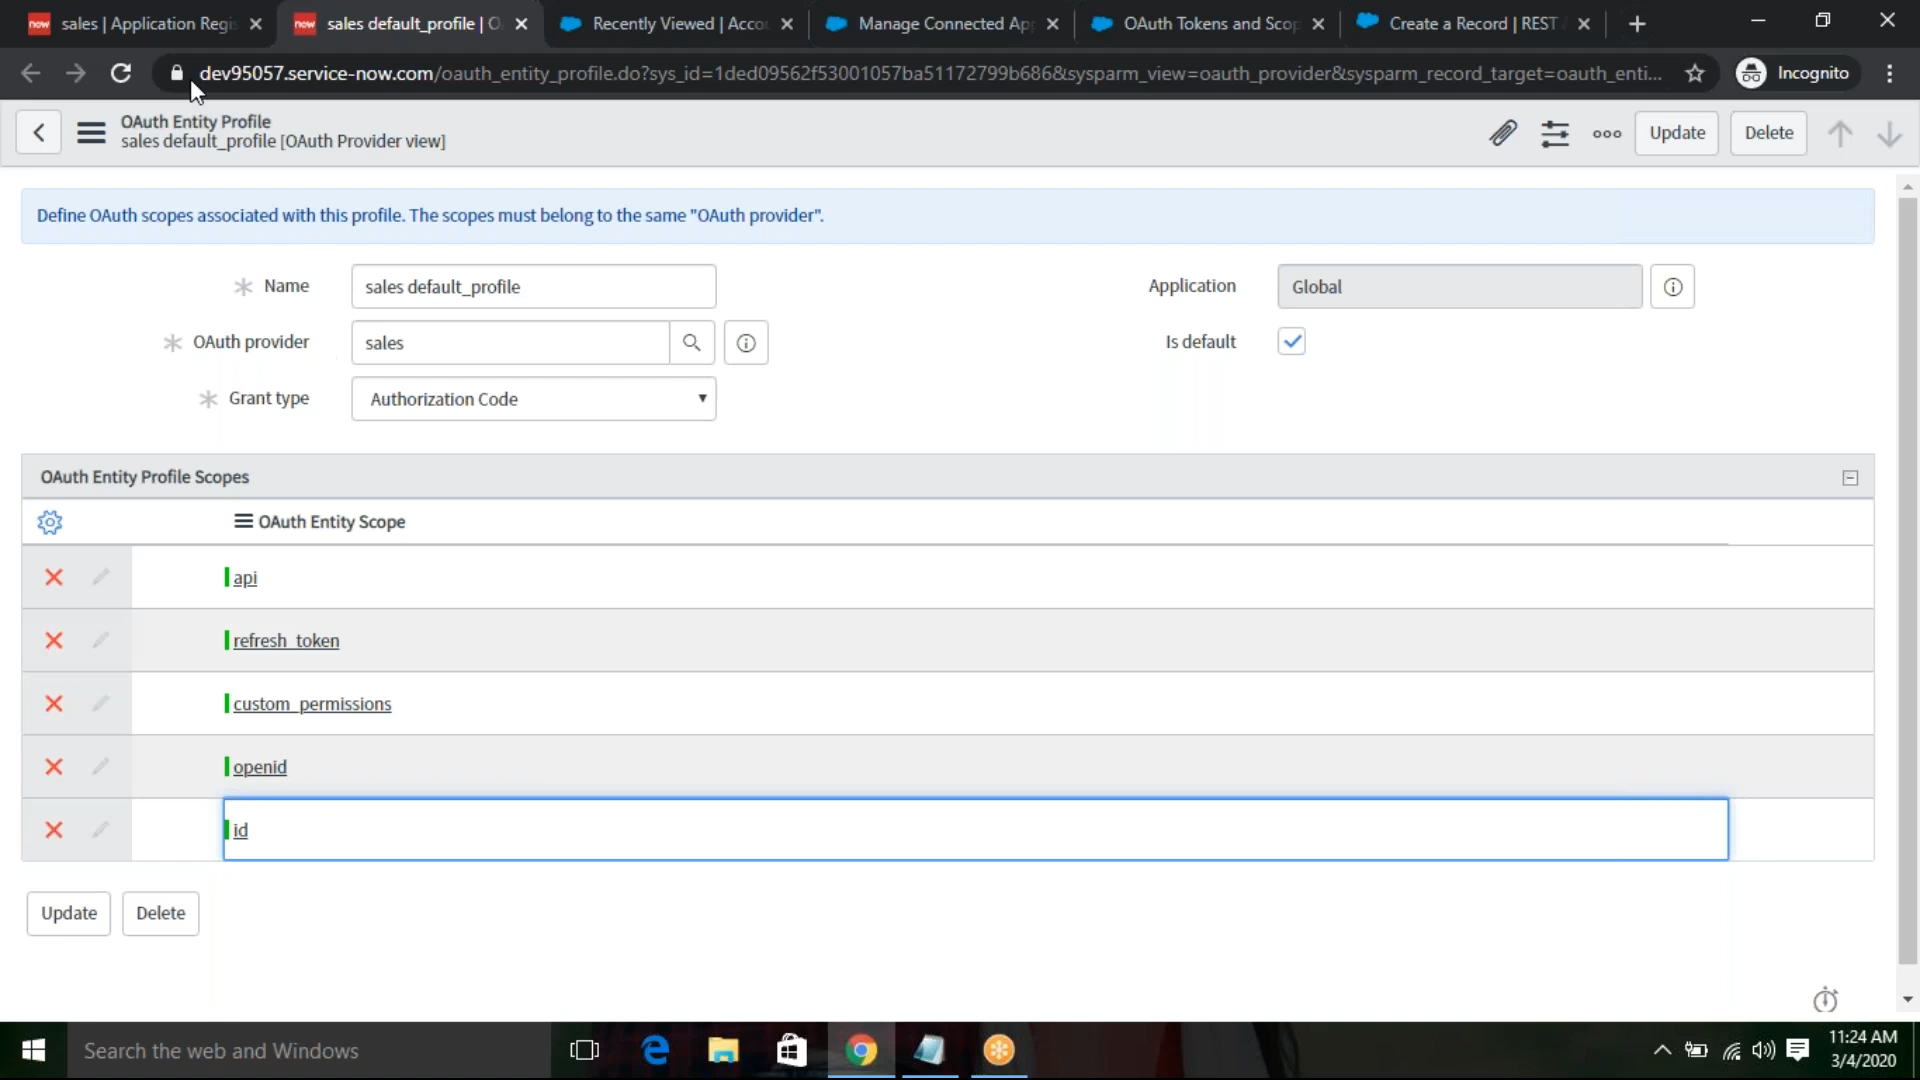 now sales | Application Regis
now sales default_profile | O
Recently Viewed | Accou
Manage Connected Ap
OAuth Tokens and Scop
Create a Record | REST A
dev95057.service-now.com/oauth_entity_profile.do?sys_id=1ded09562f53001057ba51172799b686&sysparm_view=oauth_provider&sysparm_record_target=oauth_enti...
Incognito
OAuth Entity Profile
sales default_profile [OAuth Provider view]
Update
Delete
Define OAuth scopes associated with this profile. The scopes must belong to the same "OAuth provider".
Name
sales default_profile
Application
Global
OAuth provider
sales
Is default
Grant type
Authorization Code
OAuth Entity Profile Scopes
OAuth Entity Scope
api
refresh_token
custom_permissions
openid
id
Update
Delete
Search the web and Windows
11:24 AM
3/4/2020